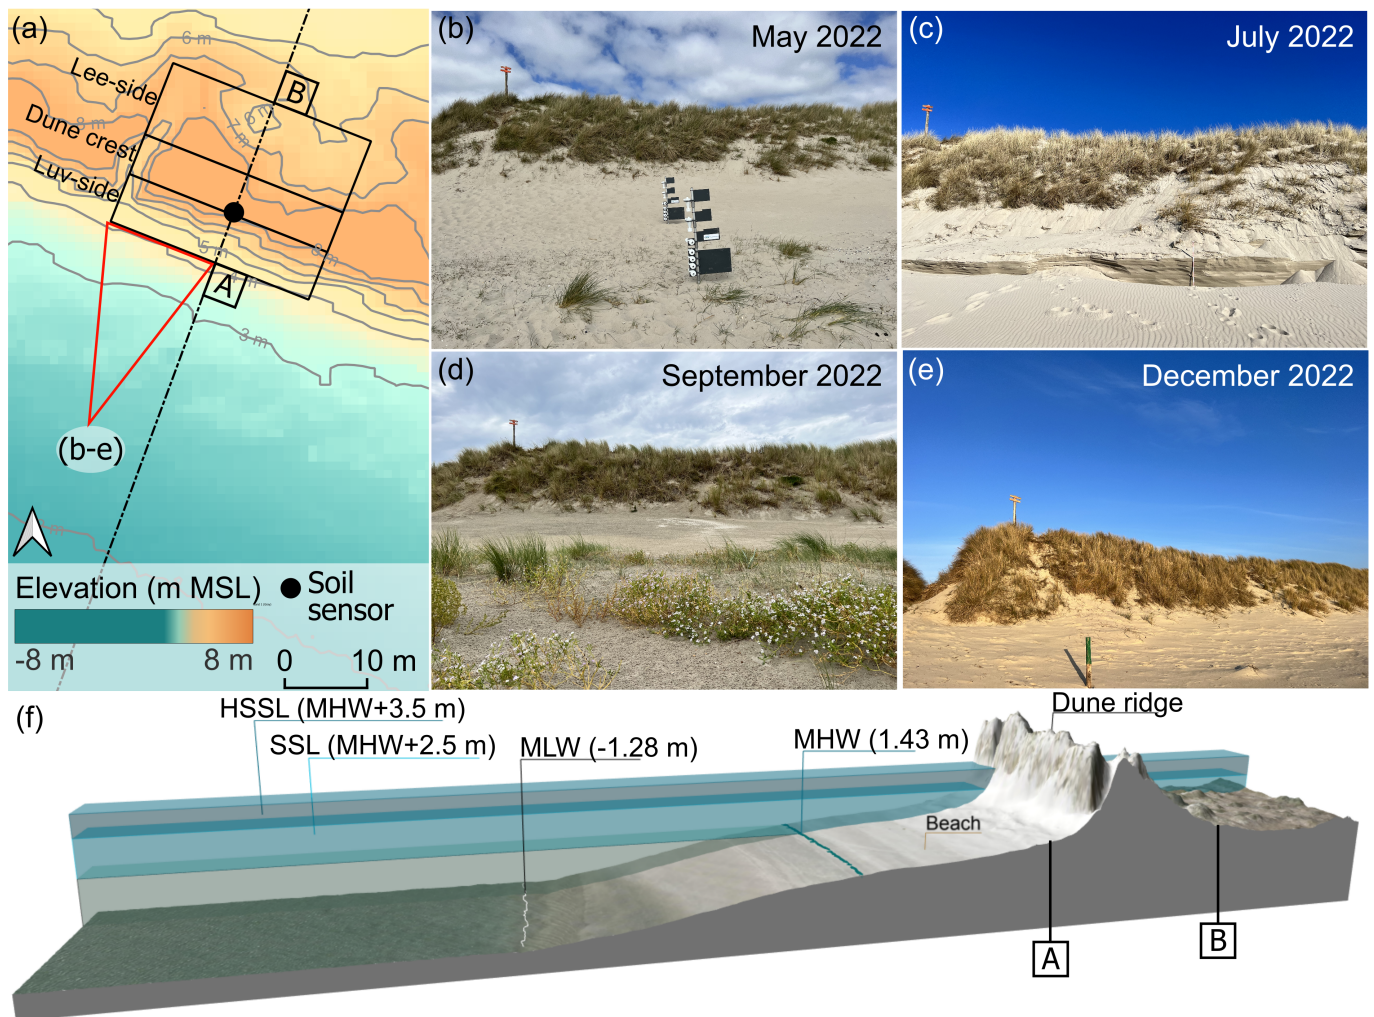 (a)
6 m
Lee-side
B
6 m
7 m
Dune crest
8 m
Luv-side
5 m
8 m
A
3 m
(b-e)
Elevation (m MSL)
-8 m
8 m
Soil
sensor
0
10 m
(b)
May 2022
(c)
July 2022
(d)
September 2022
(e)
December 2022
(f)
HSSL (MHW+3.5 m)
SSL (MHW+2.5 m)
MLW (-1.28 m)
MHW (1.43 m)
Dune ridge
Beach
A
B